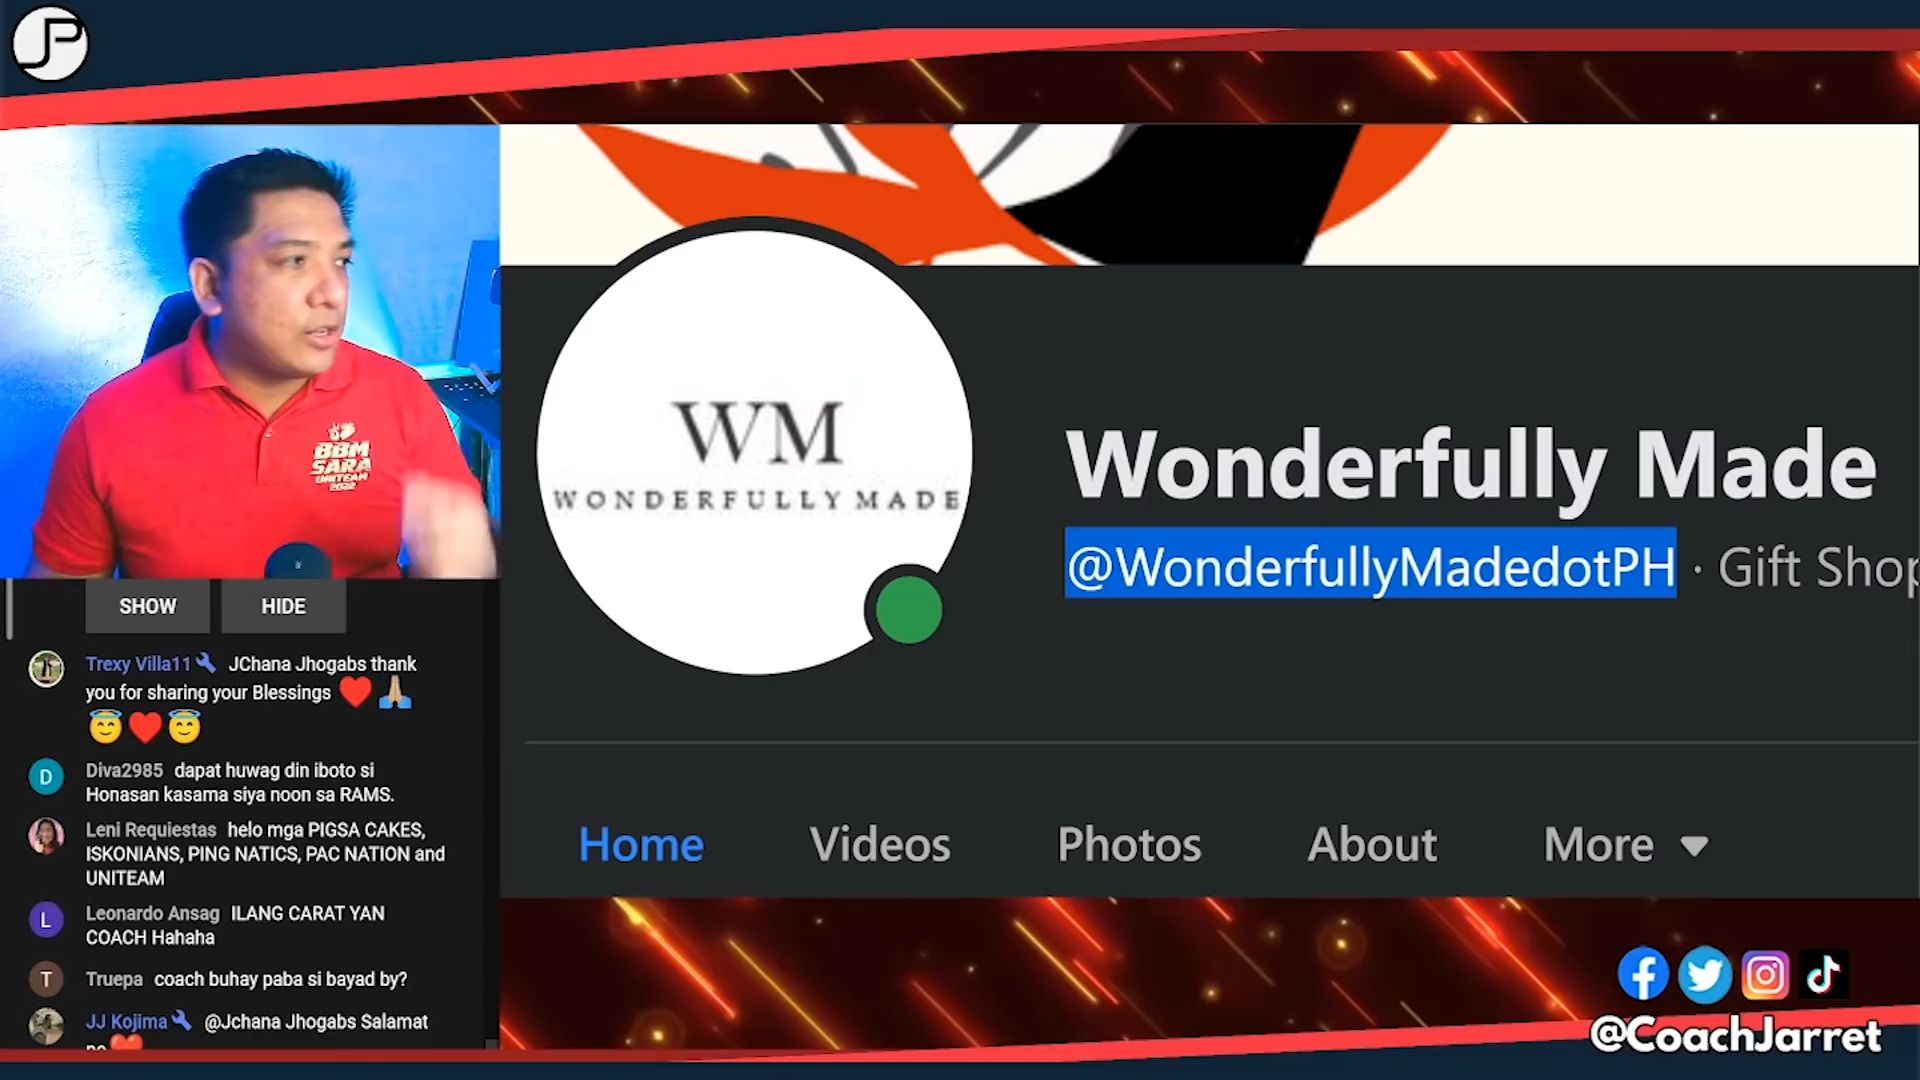 JP
BBM
SARA
UNITEAM
2022
WM
WONDERFULLY MADE
Wonderfully Made
@WonderfullyMadedotPH · Gift Shop
Home Videos Photos About More
SHOW HIDE
Trexy Villa11 JChana Jhogabs thank
you for sharing your Blessings ❤️ 🙏🏼
😇 ❤️ 😇
D Diva2985 dapat huwag din iboto si
Honasan kasama siya noon sa RAMS.
Leni Requiestas helo mga PIGSA CAKES,
ISKONIANS, PING NATICS, PAC NATION and
UNITEAM
L Leonardo Ansag ILANG CARAT YAN
COACH Hahaha
T Truepa coach buhay paba si bayad by?
JJ Kojima @Jchana Jhogabs Salamat
po ❤️
@CoachJarret